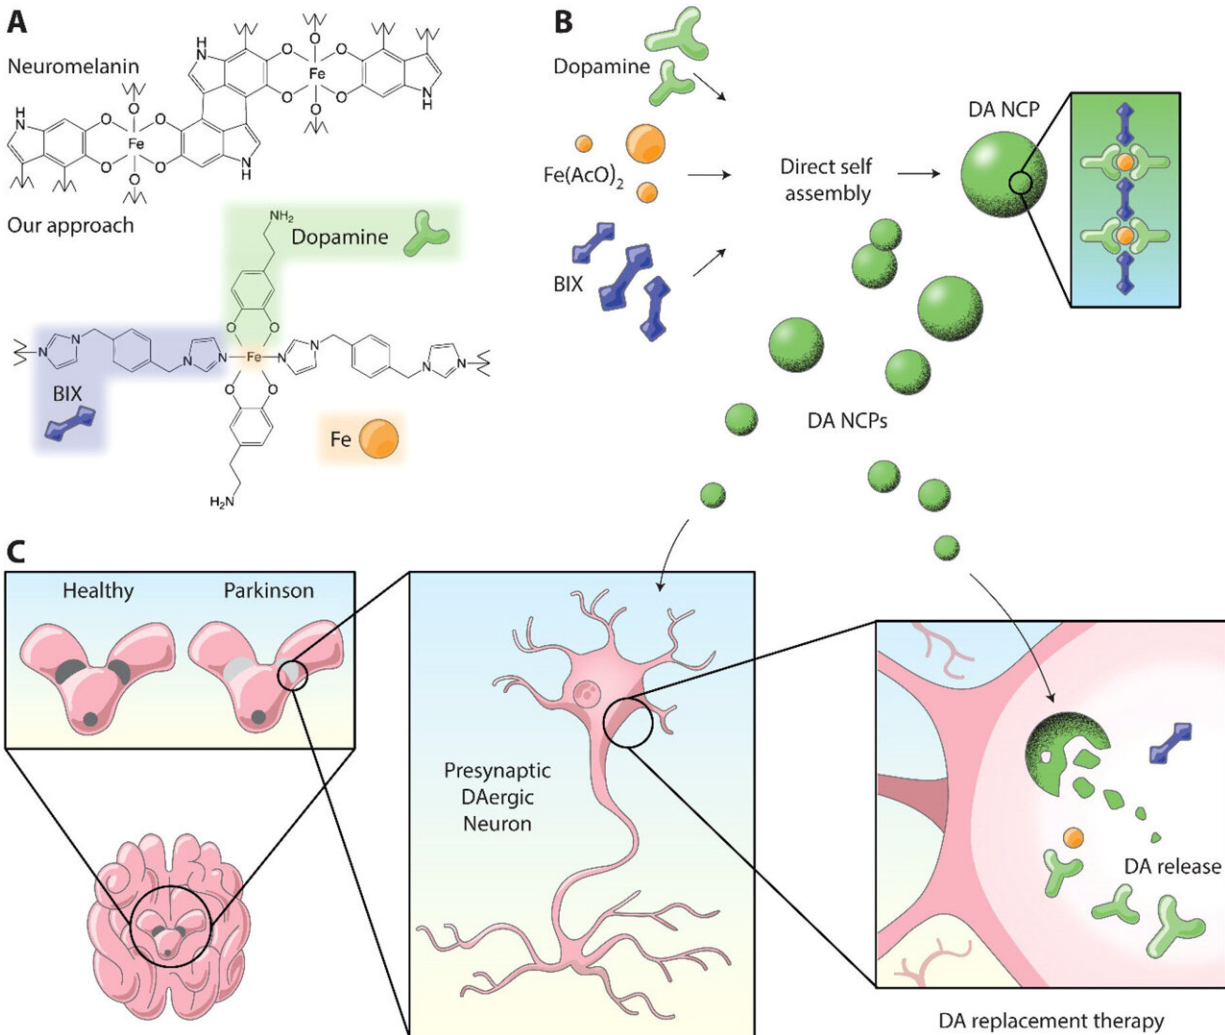 A
Neuromelanin
H
N
O
O
Fe
O
O
O
O
O
O
N
H
H
N
O
O
O
Fe
O
O
O
N
H
Our approach
NH₂
Dopamine
O
O
N
N
N
N
Fe
N
N
N
N
BIX
O
O
Fe
H₂N
B
Dopamine
Fe(AcO)₂
BIX
Direct self
assembly
DA NCP
DA NCPs
C
Healthy
Parkinson
Presynaptic
DAergic
Neuron
DA release
DA replacement therapy